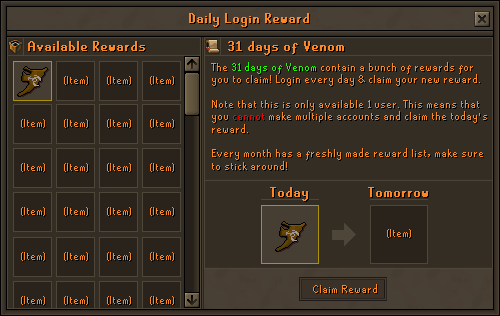 Daily Login Reward
Available Rewards
(Item) (Item) (Item)
(Item) (Item) (Item) (Item)
(Item) (Item) (Item) (Item)
(Item) (Item) (Item) (Item)
(Item) (Item) (Item) (Item)
(Item) (Item) (Item) (Item)
31 days of Venom
The 31 days of Venom contain a bunch of rewards for
you to claim! Login every day & claim your new reward.
Note that this is only available 1 user. This means that
you cannot make multiple accounts and claim the today's
reward.
Every month has a freshly made reward list, make sure
to stick around!
Today Tomorrow
(Item)
Claim Reward